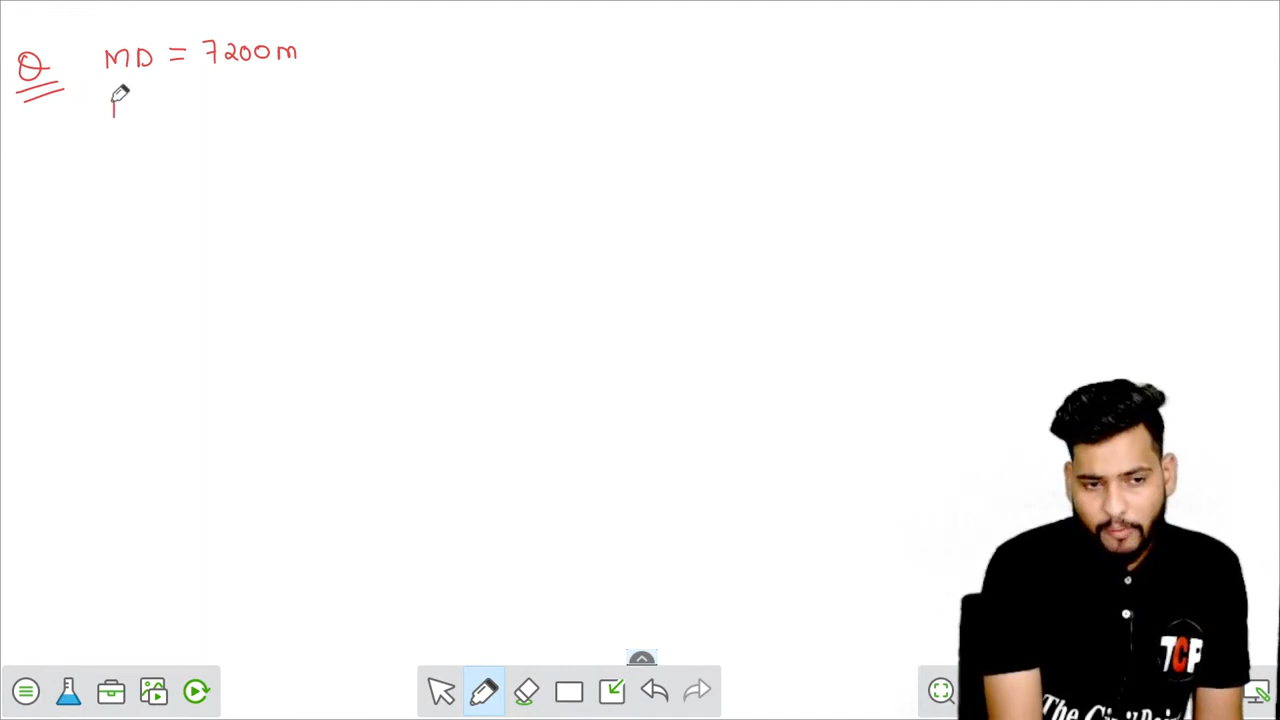 Q MD = 7200m
TCP
The Civil